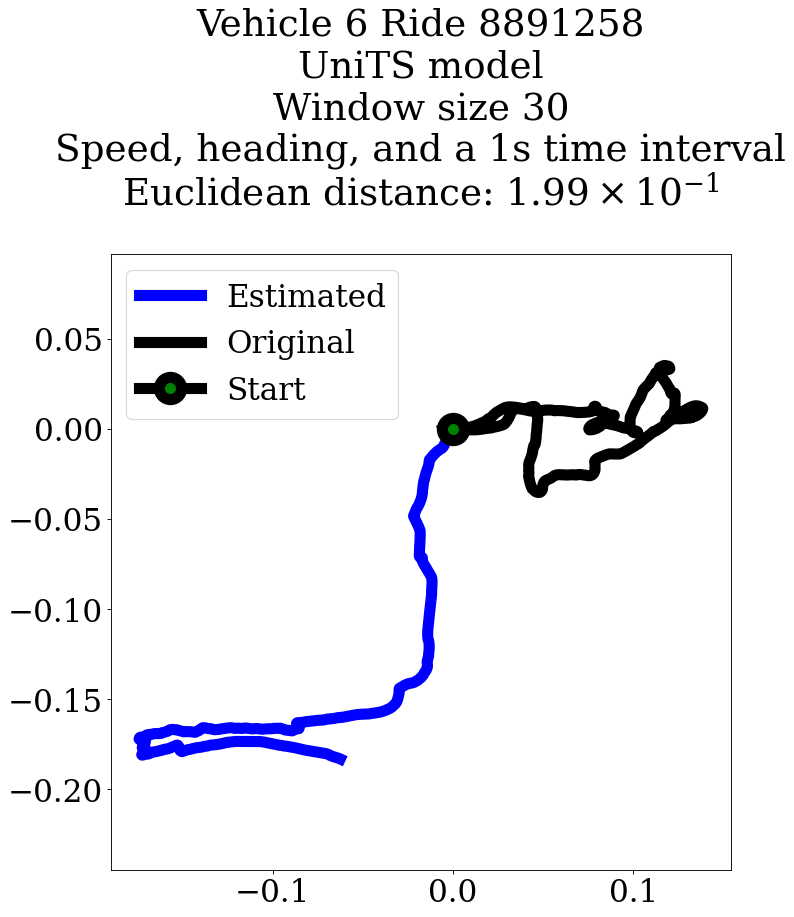 Vehicle 6 Ride 8891258
UniTS model
Window size 30
Speed, heading, and a 1s time interval
Euclidean distance: 1.99 × 10⁻¹
Estimated
Original
Start
0.05
0.00
−0.05
−0.10
−0.15
−0.20
−0.1 0.0 0.1